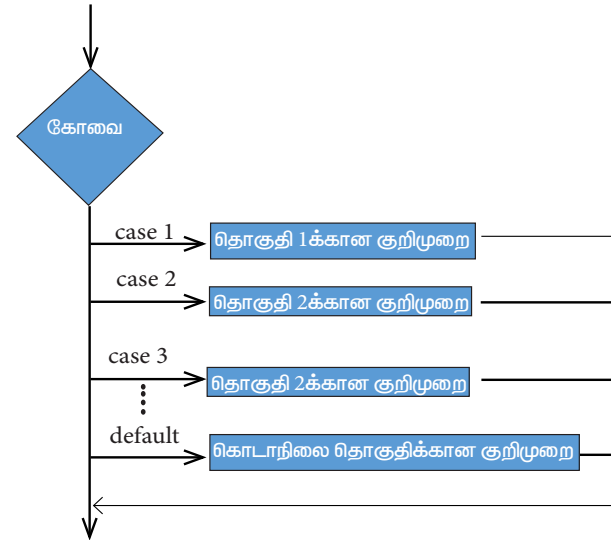 கோவை
case 1
தொகுதி 1க்கான குறிமுறை
case 2
தொகுதி 2க்கான குறிமுறை
case 3
தொகுதி 2க்கான குறிமுறை
default
கொடாநிலை தொகுதிக்கான குறிமுறை